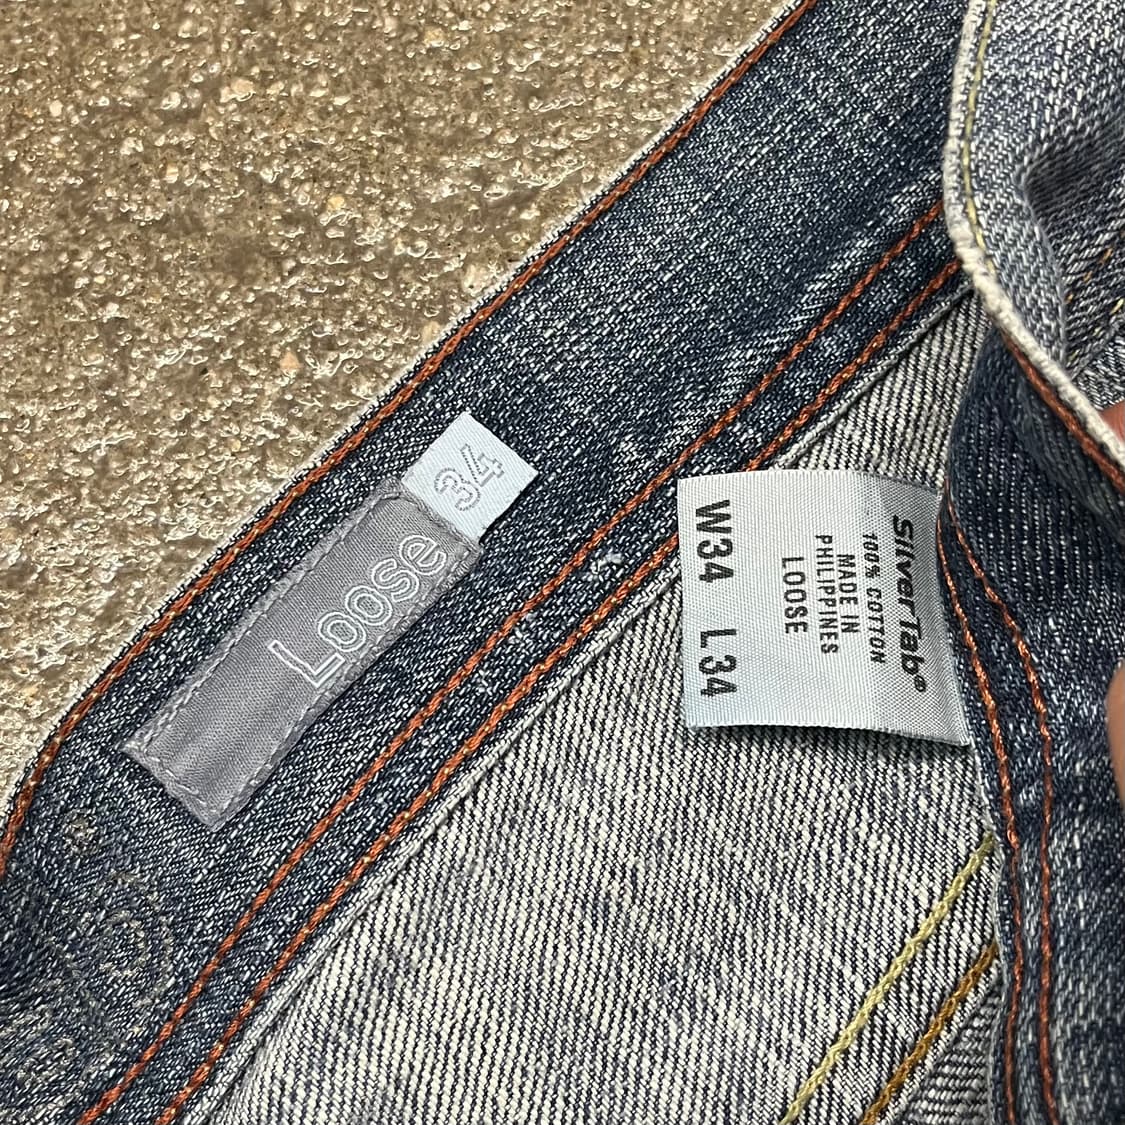 34
Loose
SilverTab®
100% COTTON
MADE IN
PHILIPPINES
LOOSE
W34 L34